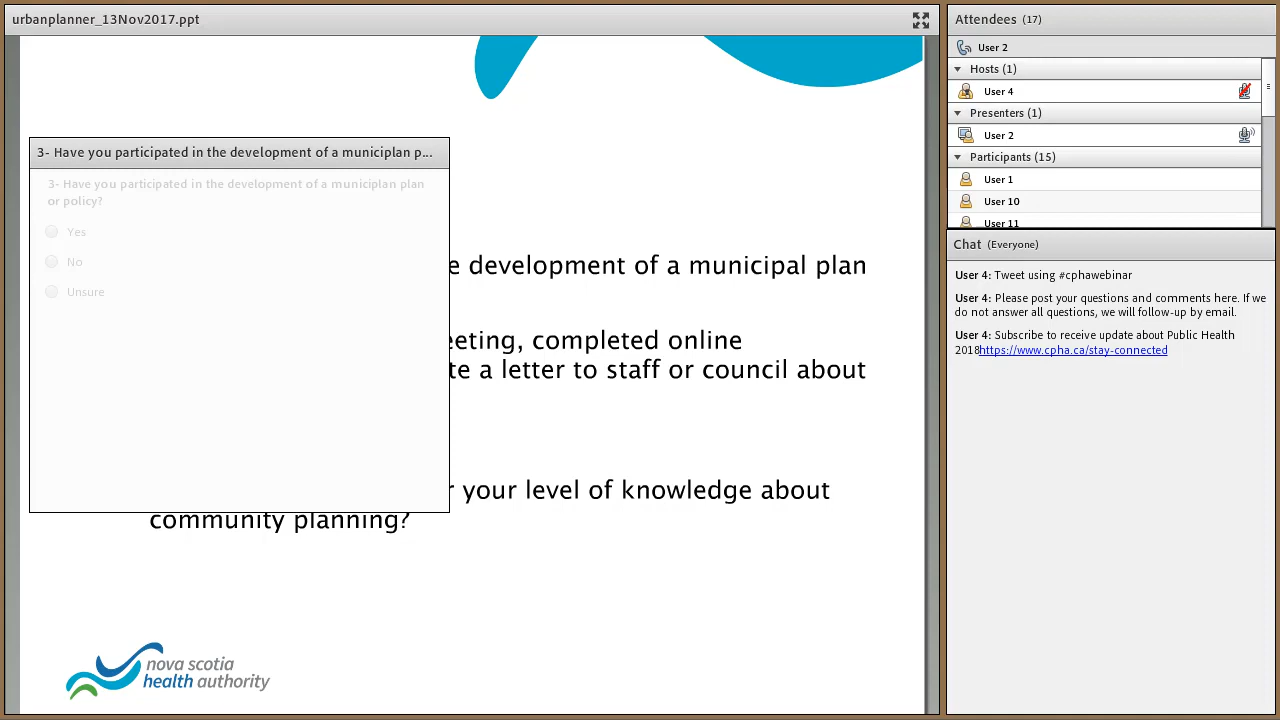 urbanplanner_13Nov2017.ppt
3- Have you participated in the development of a municiplan p...
3- Have you participated in the development of a municiplan plan
or policy?
Yes
No
Unsure
e development of a municipal plan
eeting, completed online
te a letter to staff or council about
your level of knowledge about
community planning?
nova scotia
health authority
Attendees (17)
User 2
Hosts (1)
User 4
Presenters (1)
User 2
Participants (15)
User 1
User 10
User 11
Chat (Everyone)
User 4: Tweet using #cphawebinar
User 4: Please post your questions and comments here. If we
do not answer all questions, we will follow-up by email.
User 4: Subscribe to receive update about Public Health
2018https://www.cpha.ca/stay-connected